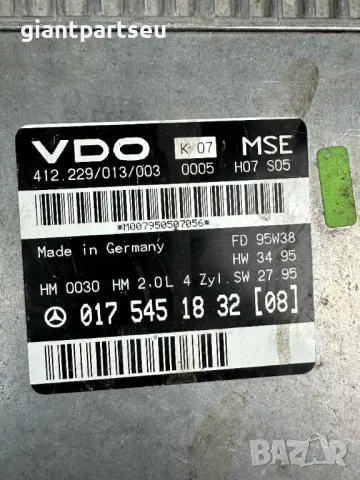 giantpartseu
VDO K 07 MSE
412.229/013/003 0005 H07 S05
*M007950507056*
Made in Germany FD 95W38
HW 34.95
HM 0030 HM 2.0L 4 Zyl. SW 27.95
017 545 18 32 [08]
BAZAR
bg